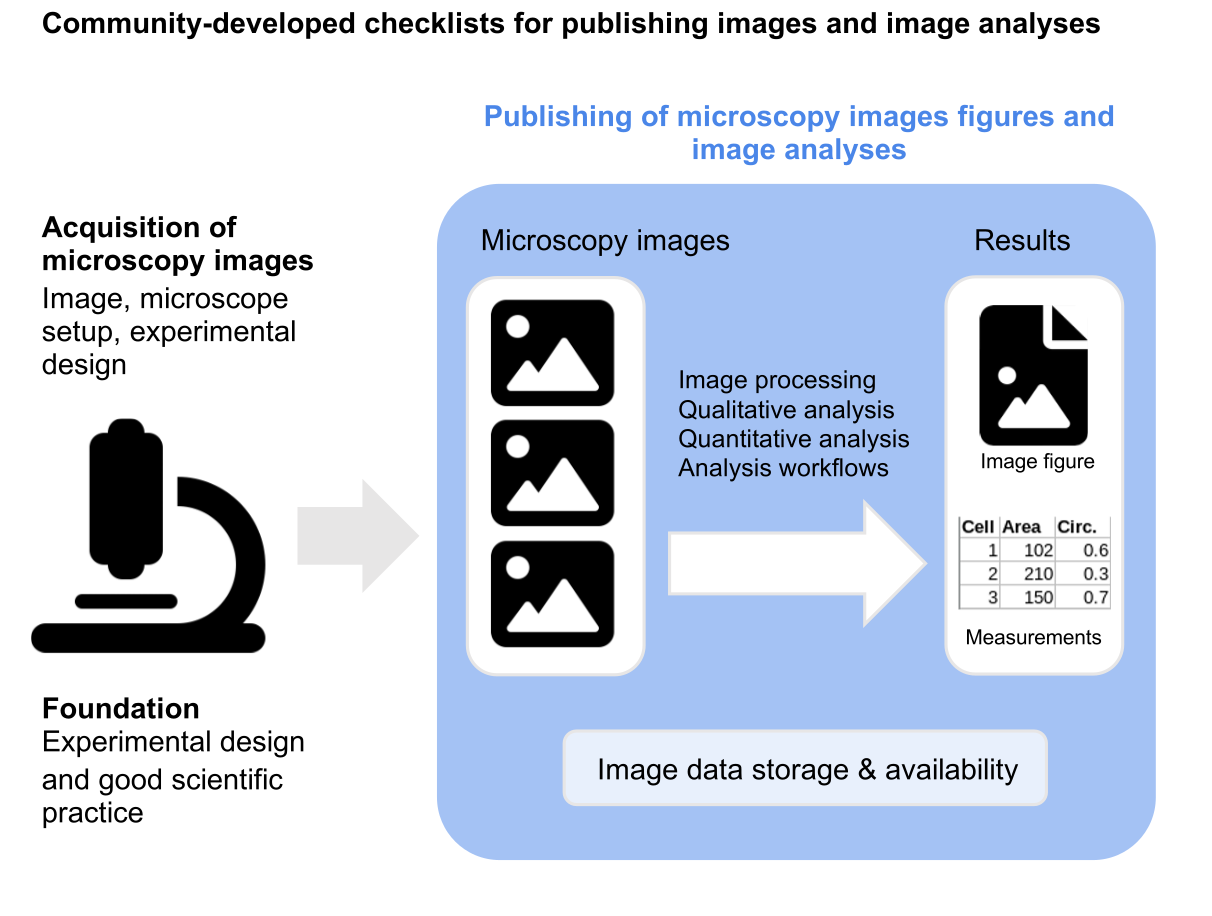 Community-developed checklists for publishing images and image analyses
Publishing of microscopy images figures and
image analyses
Acquisition of
microscopy images
Image, microscope
setup, experimental
design
Foundation
Experimental design
and good scientific
practice
Microscopy images
Image processing
Qualitative analysis
Quantitative analysis
Analysis workflows
Results
Image figure
Cell Area Circ.
1 102 0.6
2 210 0.3
3 150 0.7
Measurements
Image data storage & availability